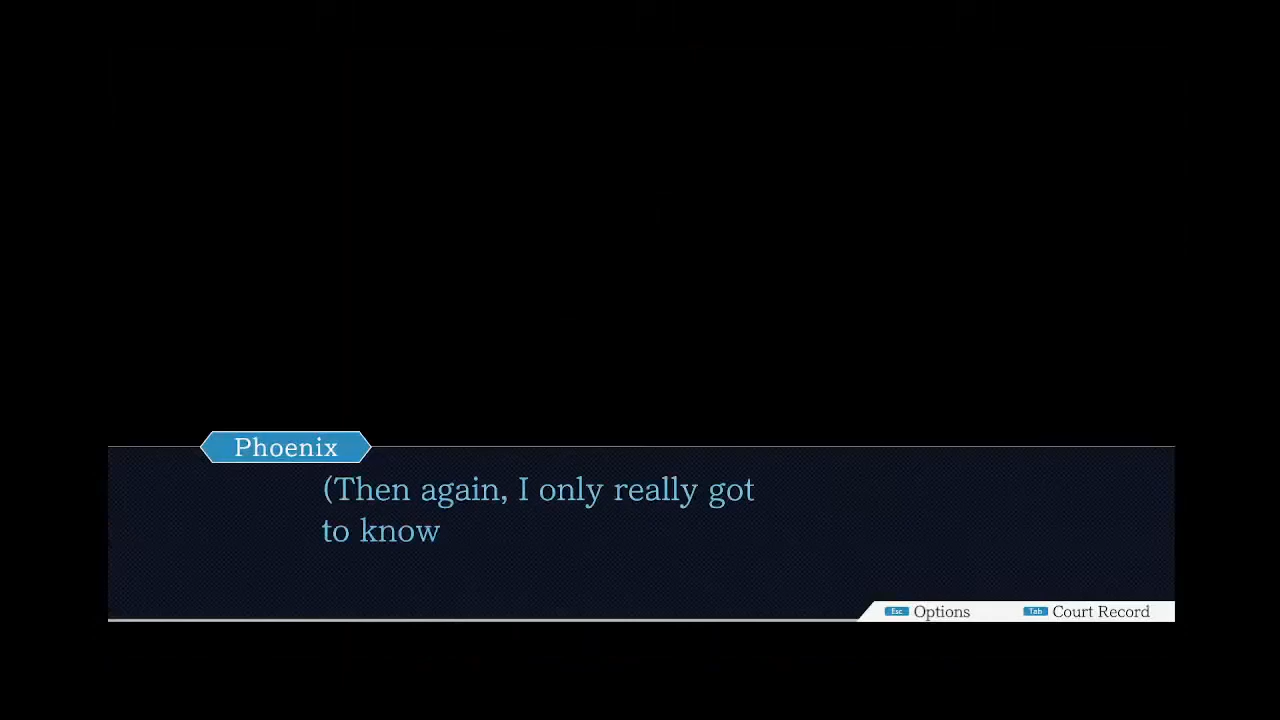 Phoenix
(Then again, I only really got
to know
Esc Options Tab Court Record